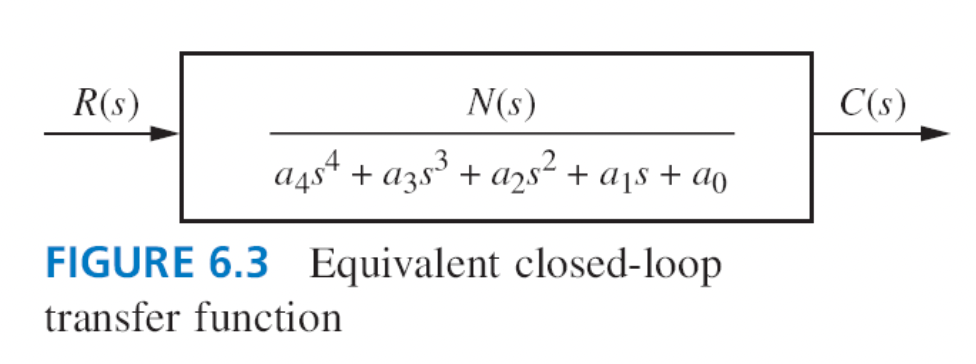 R(s)
N(s)
C(s)
a₄s⁴ + a₃s³ + a₂s² + a₁s + a₀
FIGURE 6.3 Equivalent closed-loop
transfer function